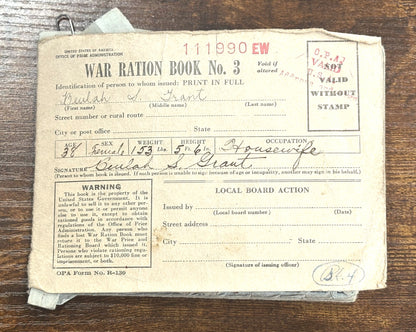 UNITED STATES OF AMERICA
OFFICE OF PRICE ADMINISTRATION
111990 EW
WAR RATION BOOK No. 3
Void if altered
Identification of person to whom issued: PRINT IN FULL
Beulah S. Grant
(First name) (Middle name) (Last name)
Street number or rural route
City or post office State
AGE SEX WEIGHT HEIGHT OCCUPATION
38 Female 153 Lbs. 5 Ft. 6 In. Housewife
SIGNATURE Beulah S. Grant
(Person to whom book is issued. If such person is unable to sign because of age or incapacity, another may sign in his behalf.)
O.P.A.
VALID
NOT
VALID
WITHOUT
STAMP
WARNING
This book is the property of the
United States Government. It is
unlawful to sell it to any other per-
son, or to use it or permit anyone
else to use it, except to obtain
rationed goods in accordance with
regulations of the Office of Price
Administration. Any person who
finds a lost War Ration Book must
return it to the War Price and
Rationing Board which issued it.
Persons who violate rationing regu-
lations are subject to $10,000 fine or
imprisonment, or both.
LOCAL BOARD ACTION
Issued by
(Local board number) (Date)
Street address
City State
(Signature of issuing officer)
OPA Form No. R-130